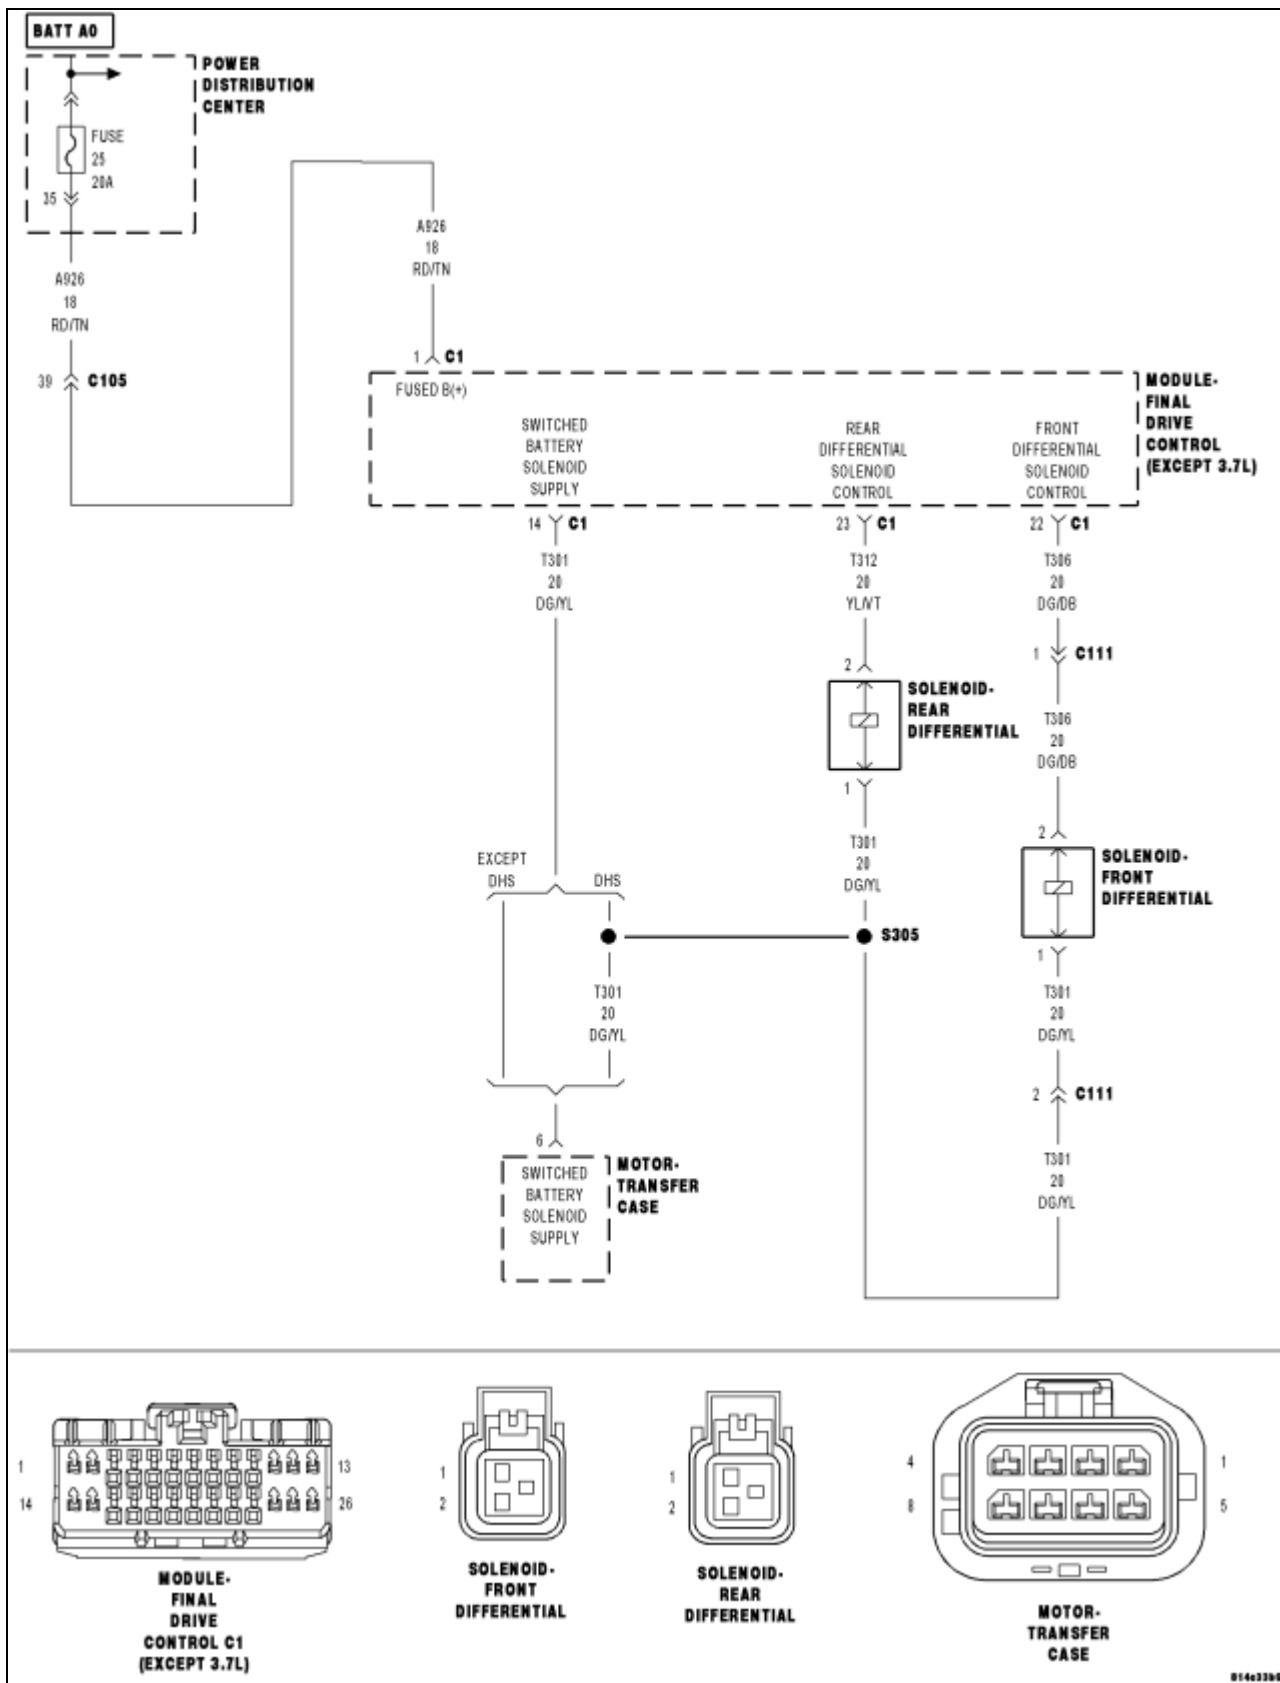 BATT A0
POWER
DISTRIBUTION
CENTER
FUSE
25
20A
35
A926
18
RD/TN
39
C105
A926
18
RD/TN
1
C1
FUSED B(+)
SWITCHED
BATTERY
SOLENOID
SUPPLY
REAR
DIFFERENTIAL
SOLENOID
CONTROL
FRONT
DIFFERENTIAL
SOLENOID
CONTROL
MODULE-
FINAL
DRIVE
CONTROL
(EXCEPT 3.7L)
14
C1
23
C1
22
C1
T301
20
DG/YL
T312
20
YL/VT
T306
20
DG/DB
1
C111
2
SOLENOID-
REAR
DIFFERENTIAL
1
T306
20
DG/DB
2
SOLENOID-
FRONT
DIFFERENTIAL
1
T301
20
DG/YL
EXCEPT
DHS
DHS
S305
T301
20
DG/YL
T301
20
DG/YL
2
C111
T301
20
DG/YL
6
SWITCHED
BATTERY
SOLENOID
SUPPLY
MOTOR-
TRANSFER
CASE
1
13
14
26
MODULE-
FINAL
DRIVE
CONTROL C1
(EXCEPT 3.7L)
1
2
SOLENOID-
FRONT
DIFFERENTIAL
1
2
SOLENOID-
REAR
DIFFERENTIAL
4
1
8
5
MOTOR-
TRANSFER
CASE